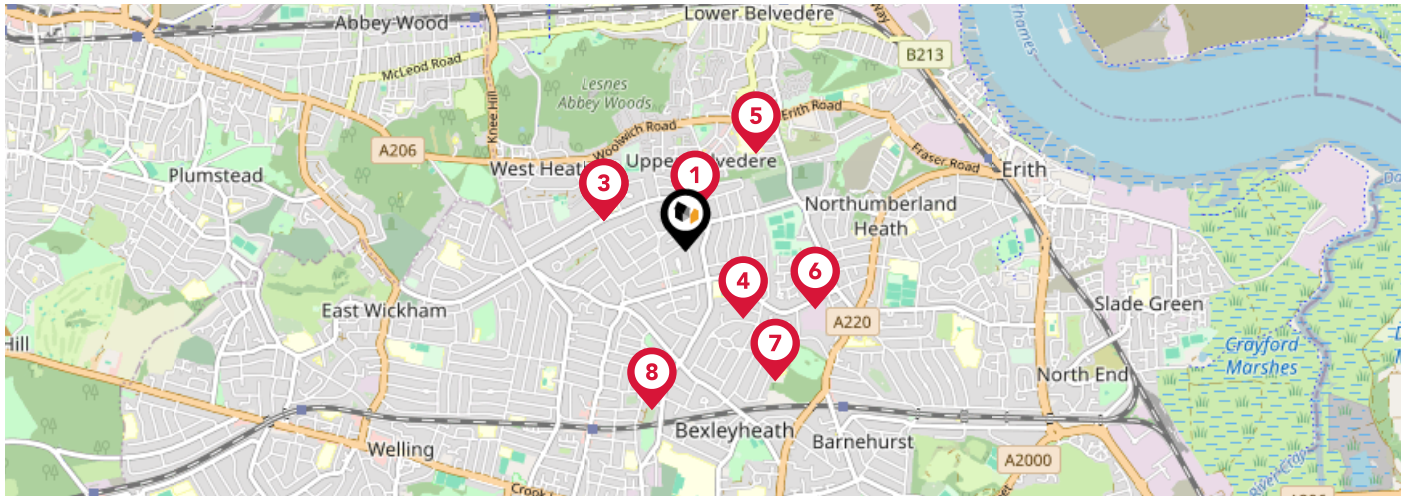 Lower Belvedere
Abbey Wood
Way
Thames
B213
McLeod Road
Lesnes
Abbey Woods
Knee Hill
5
Erith Road
Woolwich Road
A206
Fraser Road
West Heath
Upper Belvedere
Erith
Plumstead
3
1
Northumberland
Heath
4
6
East Wickham
Slade Green
A220
Hill
7
Crayford
Marshes
8
North End
Bexleyheath
Barnehurst
Welling
A2000